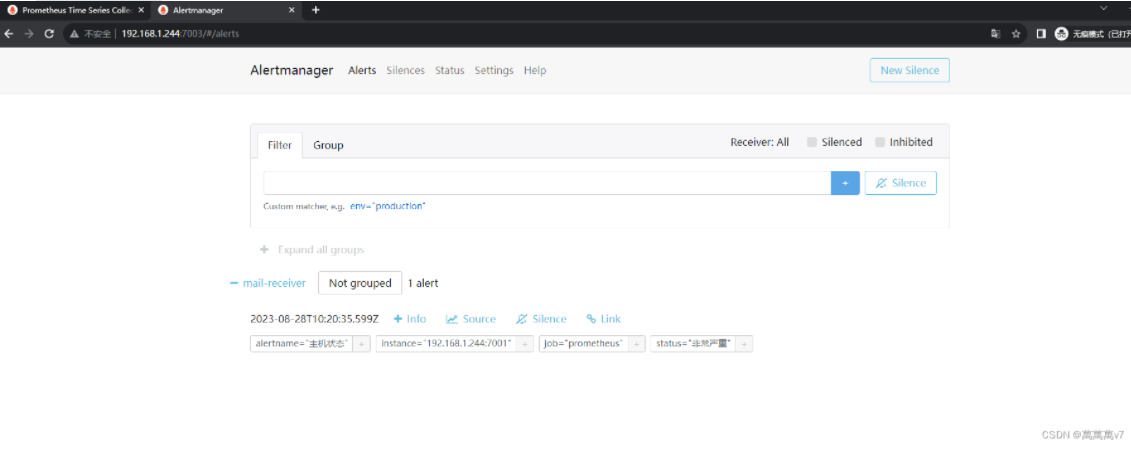 Prometheus Time Series Collec Alertmanager
不安全 192.168.1.244:7003/#/alerts 无痕模式 (已打开
Alertmanager Alerts Silences Status Settings Help New Silence
Filter Group Receiver: All Silenced Inhibited
+ Silence
Custom matcher, e.g. env="production"
+ Expand all groups
− mail-receiver Not grouped 1 alert
2023-08-28T10:20:35.599Z + Info Source Silence Link
alertname="主机状态" + instance="192.168.1.244:7001" + job="prometheus" + status="非常严重" +
CSDN @萬萬萬v7